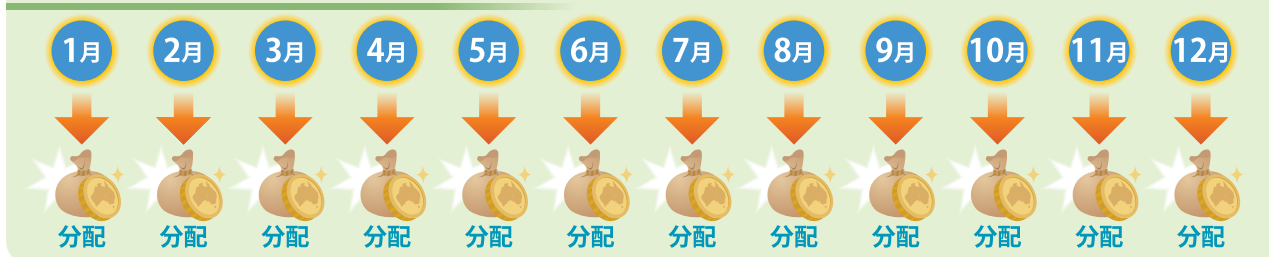 1月 2月 3月 4月 5月 6月 7月 8月 9月 10月 11月 12月
分配 分配 分配 分配 分配 分配 分配 分配 分配 分配 分配 分配